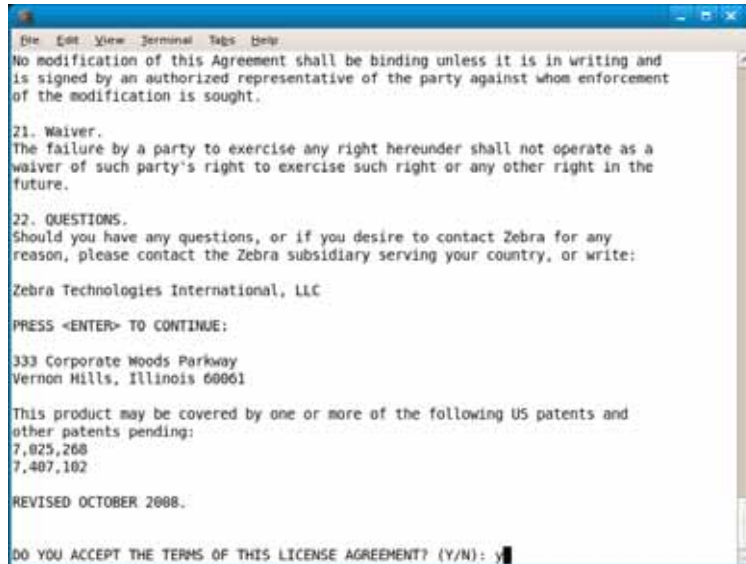 File Edit View Terminal Tabs Help
No modification of this Agreement shall be binding unless it is in writing and
is signed by an authorized representative of the party against whom enforcement
of the modification is sought.
21. Waiver.
The failure by a party to exercise any right hereunder shall not operate as a
waiver of such party's right to exercise such right or any other right in the
future.
22. QUESTIONS.
Should you have any questions, or if you desire to contact Zebra for any
reason, please contact the Zebra subsidiary serving your country, or write:
Zebra Technologies International, LLC
PRESS <ENTER> TO CONTINUE:
333 Corporate Woods Parkway
Vernon Hills, Illinois 60061
This product may be covered by one or more of the following US patents and
other patents pending:
7,025,268
7,407,102
REVISED OCTOBER 2008.
DO YOU ACCEPT THE TERMS OF THIS LICENSE AGREEMENT? (Y/N): y